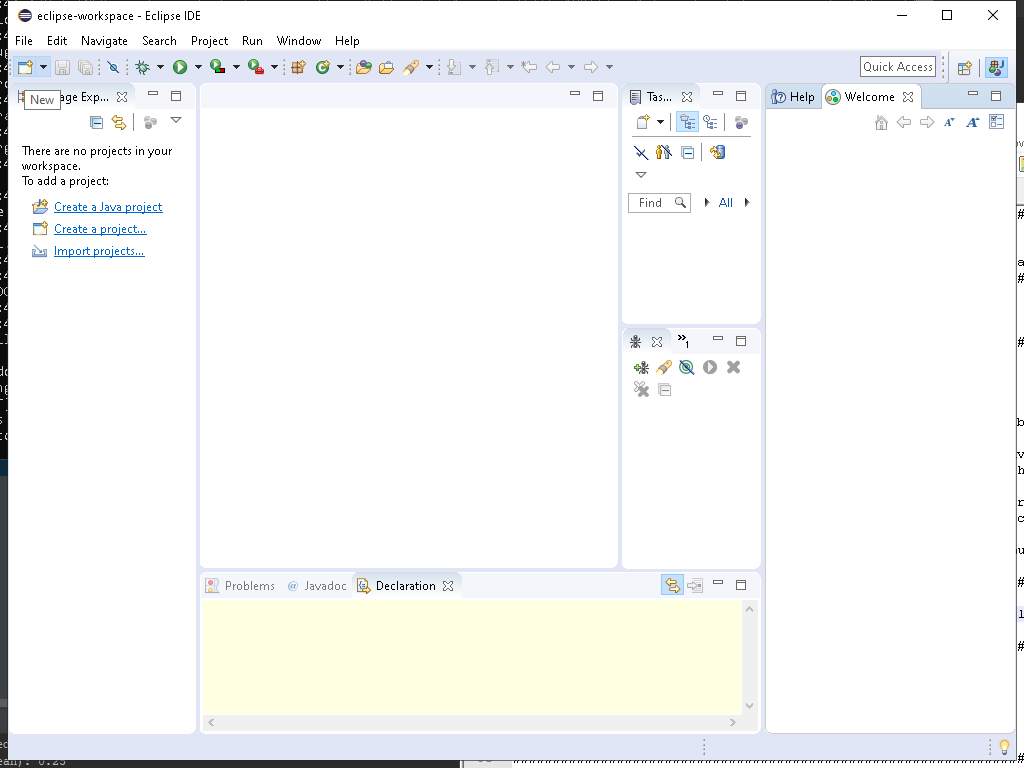 eclipse-workspace - Eclipse IDE
File Edit Navigate Search Project Run Window Help
Quick Access
New
age Exp...
Tas...
Help
Welcome
There are no projects in your
workspace.
To add a project:
Create a Java project
Create a project...
Import projects...
Find
All
1
Problems
@ Javadoc
Declaration